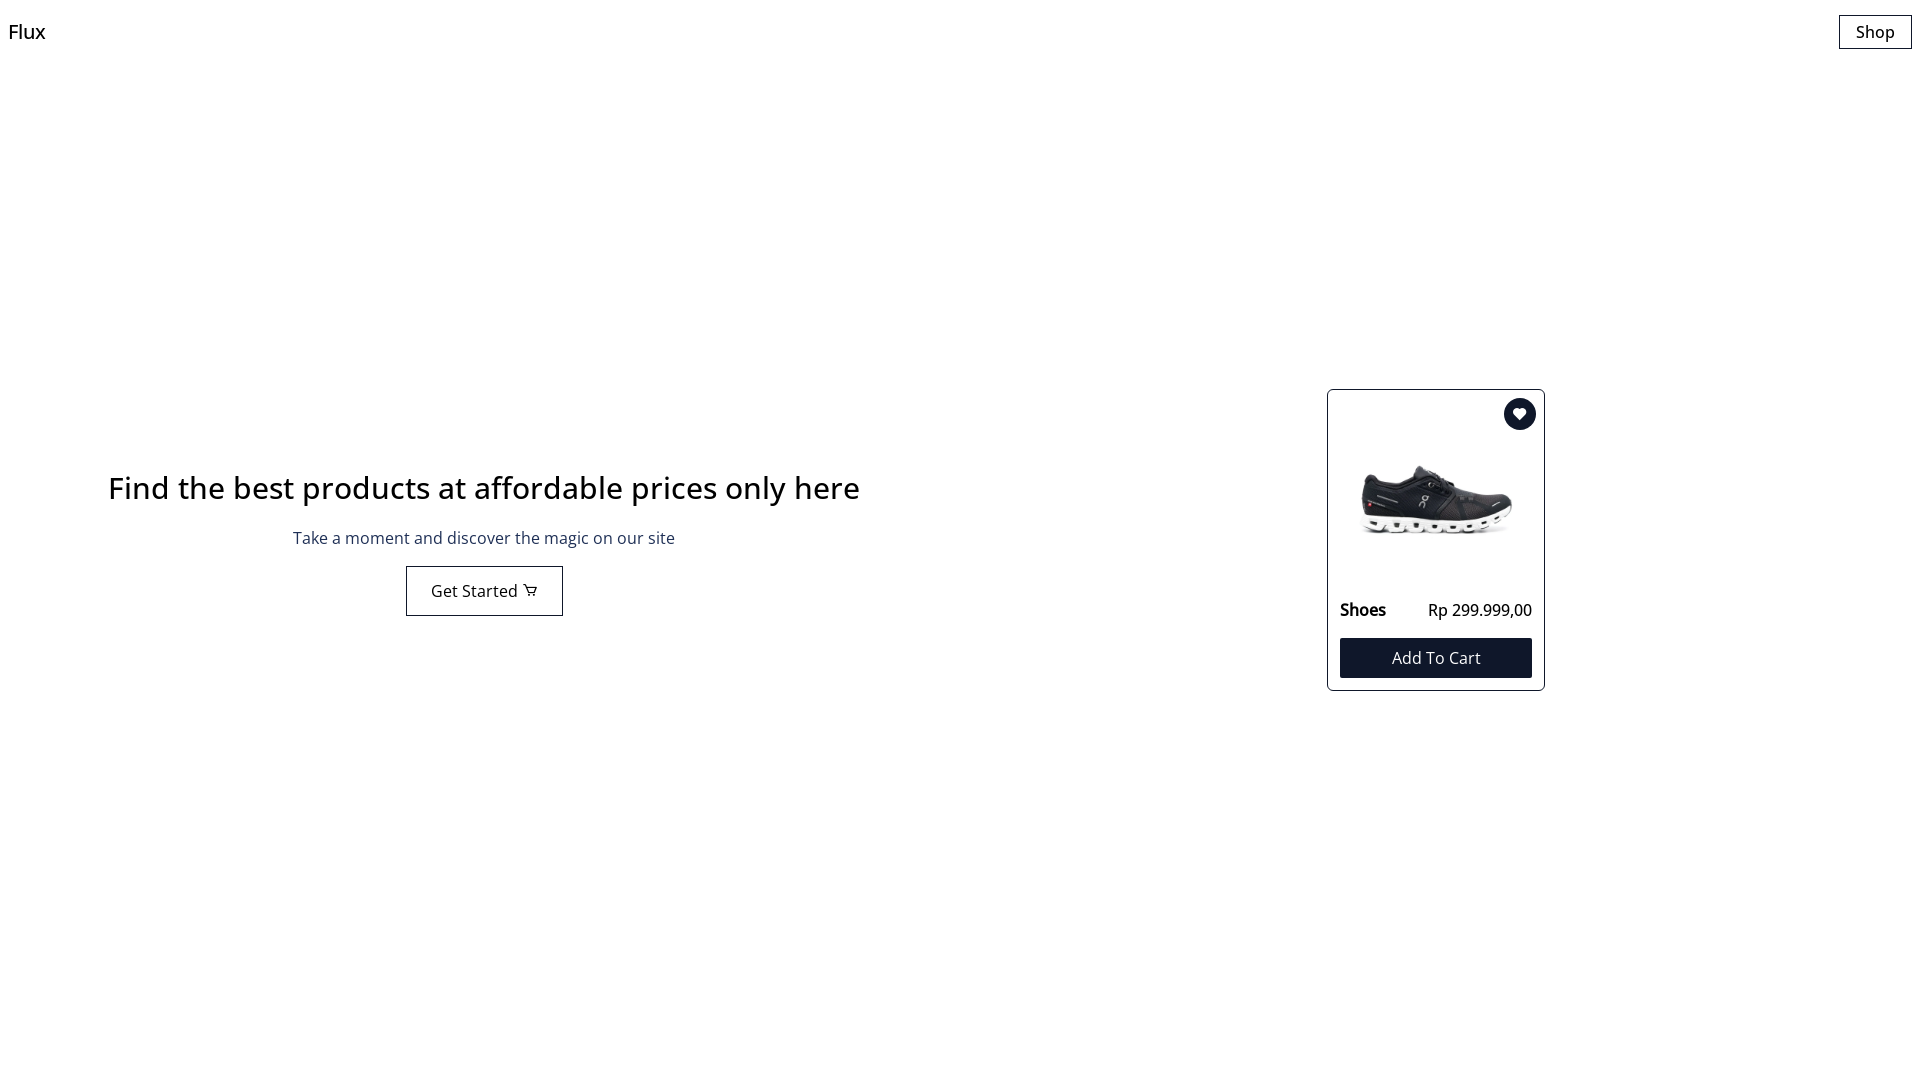 Flux
Shop
Find the best products at affordable prices only here
Take a moment and discover the magic on our site
Get Started
Shoes
Rp 299.999,00
Add To Cart